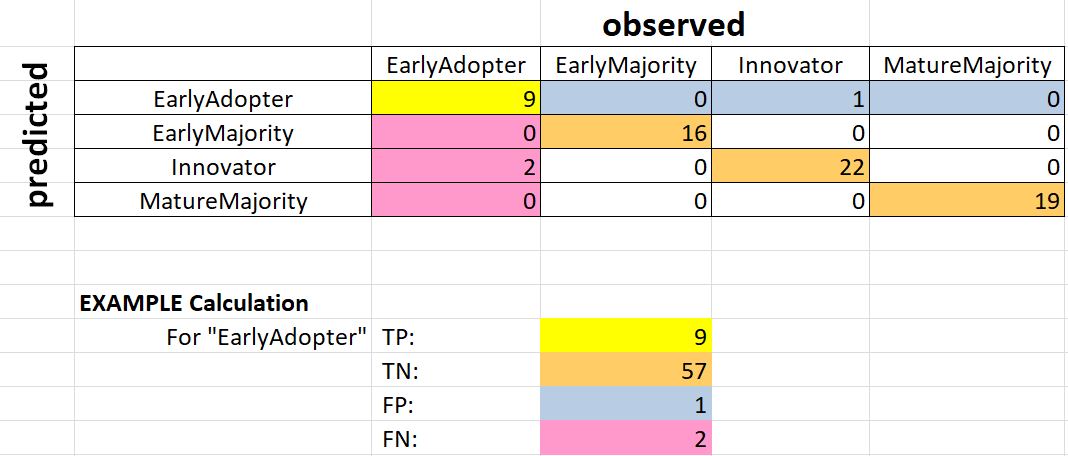 observed
predicted
EarlyAdopter EarlyMajority Innovator MatureMajority
EarlyAdopter 9 0 1 0
EarlyMajority 0 16 0 0
Innovator 2 0 22 0
MatureMajority 0 0 0 19
EXAMPLE Calculation
For "EarlyAdopter" TP: 9
TN: 57
FP: 1
FN: 2